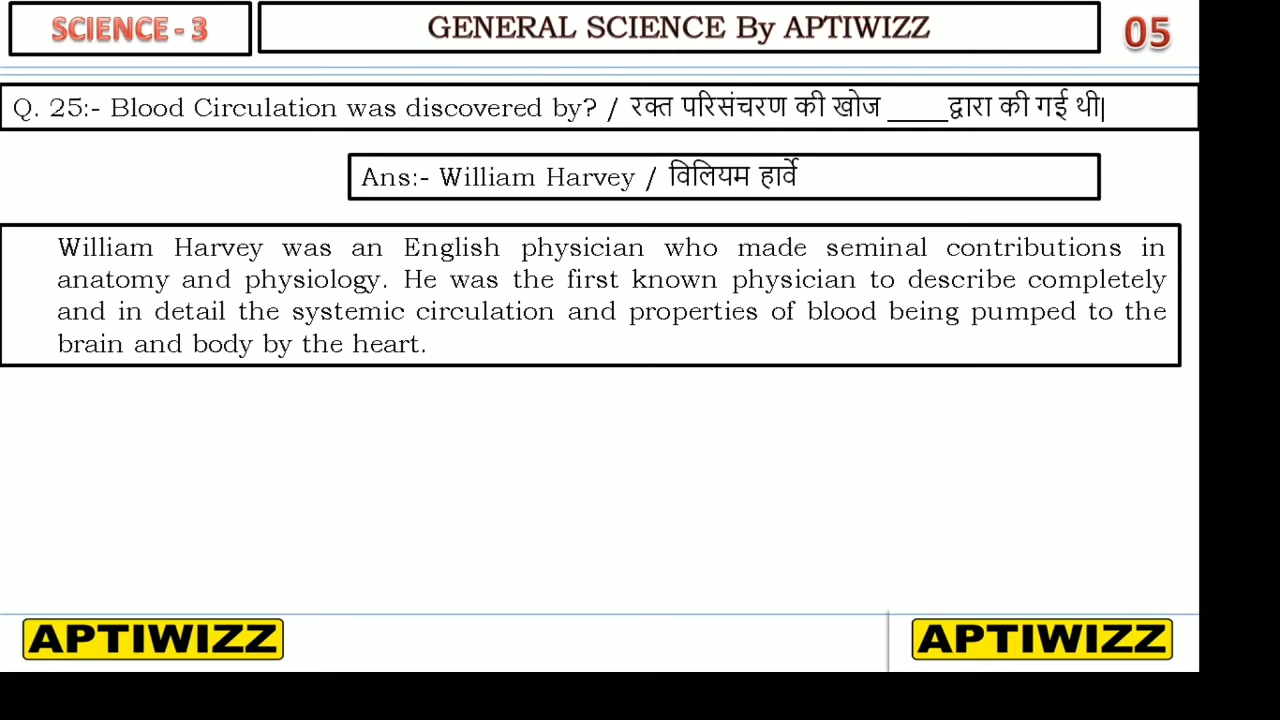 SCIENCE - 3
GENERAL SCIENCE By APTIWIZZ
05
Q. 25:- Blood Circulation was discovered by? / रक्त परिसंचरण की खोज _____द्वारा की गई थी|
Ans:- William Harvey / विलियम हार्वे
William Harvey was an English physician who made seminal contributions in
anatomy and physiology. He was the first known physician to describe completely
and in detail the systemic circulation and properties of blood being pumped to the
brain and body by the heart.
APTIWIZZ
APTIWIZZ